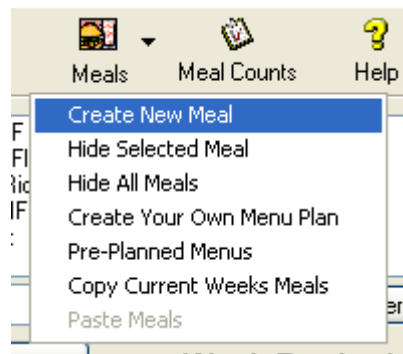 Meals Meal Counts Help
Create New Meal
Hide Selected Meal
Hide All Meals
Create Your Own Menu Plan
Pre-Planned Menus
Copy Current Weeks Meals
Paste Meals